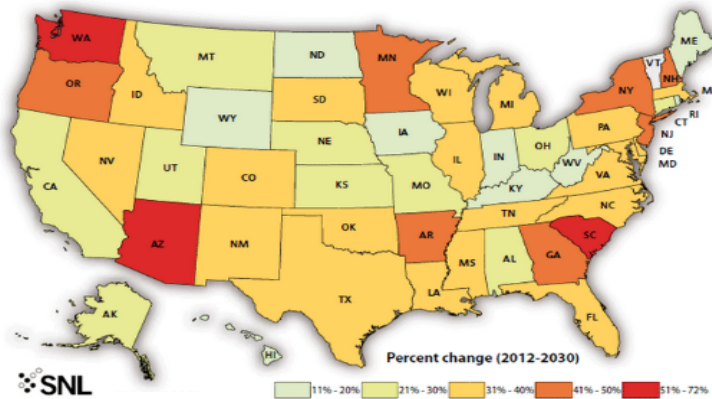 WA
MT
ND
MN
ME
VT
NH
OR
ID
SD
WI
MI
NY
M
RI
CT
WY
IA
NE
PA
NJ
DE
MD
NV
UT
CO
IL
IN
OH
WV
VA
CA
KS
MO
KY
NC
TN
AZ
NM
OK
AR
SC
MS
AL
GA
TX
LA
FL
AK
HI
Percent change (2012-2030)
SNL
11% - 20% 21% - 30% 31% - 40% 41% - 50% 51% - 72%